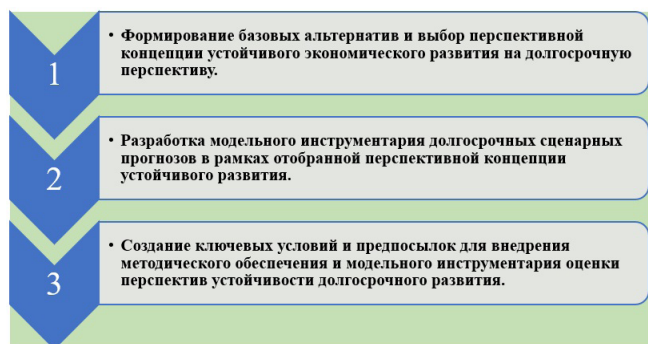 1
• Формирование базовых альтернатив и выбор перспективной
концепции устойчивого экономического развития на долгосрочную
перспективу.
2
• Разработка модельного инструментария долгосрочных сценарных
прогнозов в рамках отобранной перспективной концепции
устойчивого развития.
3
• Создание ключевых условий и предпосылок для внедрения
методического обеспечения и модельного инструментария оценки
перспектив устойчивости долгосрочного развития.